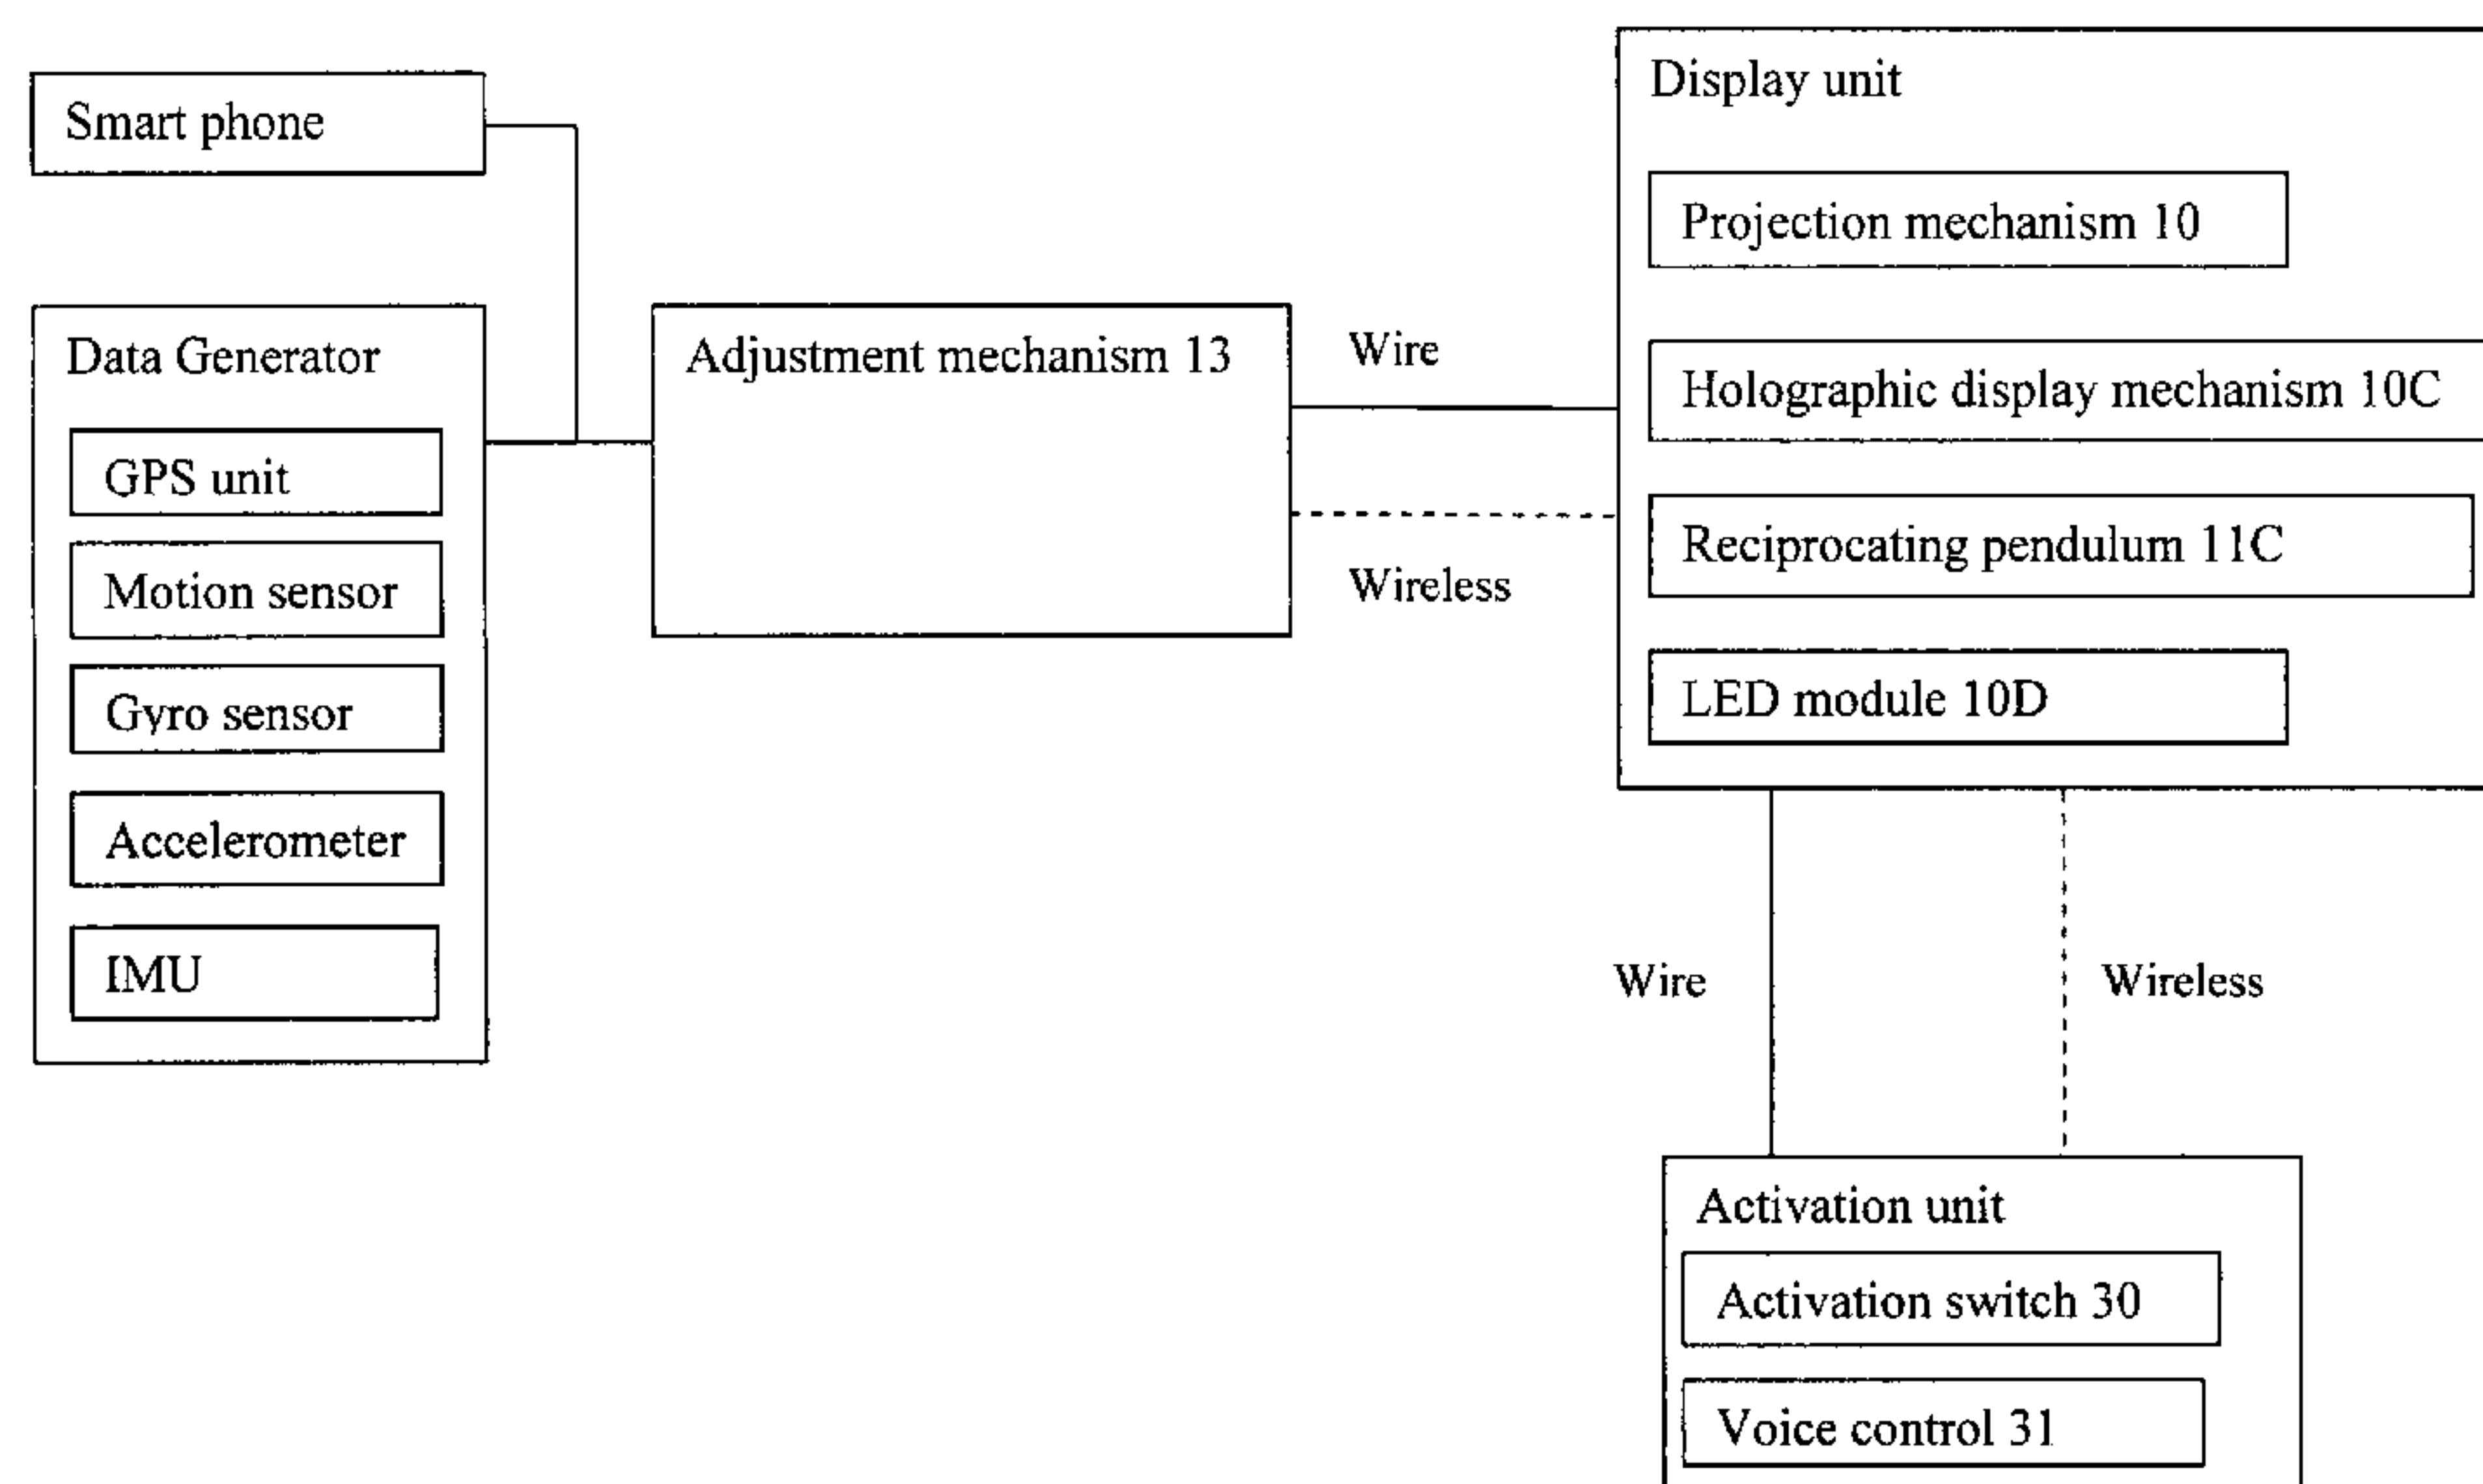 Smart phone
Data Generator
GPS unit
Motion sensor
Gyro sensor
Accelerometer
IMU
Adjustment mechanism 13
Wire
Wireless
Display unit
Projection mechanism 10
Holographic display mechanism 10C
Reciprocating pendulum 11C
LED module 10D
Wire
Wireless
Activation unit
Activation switch 30
Voice control 31